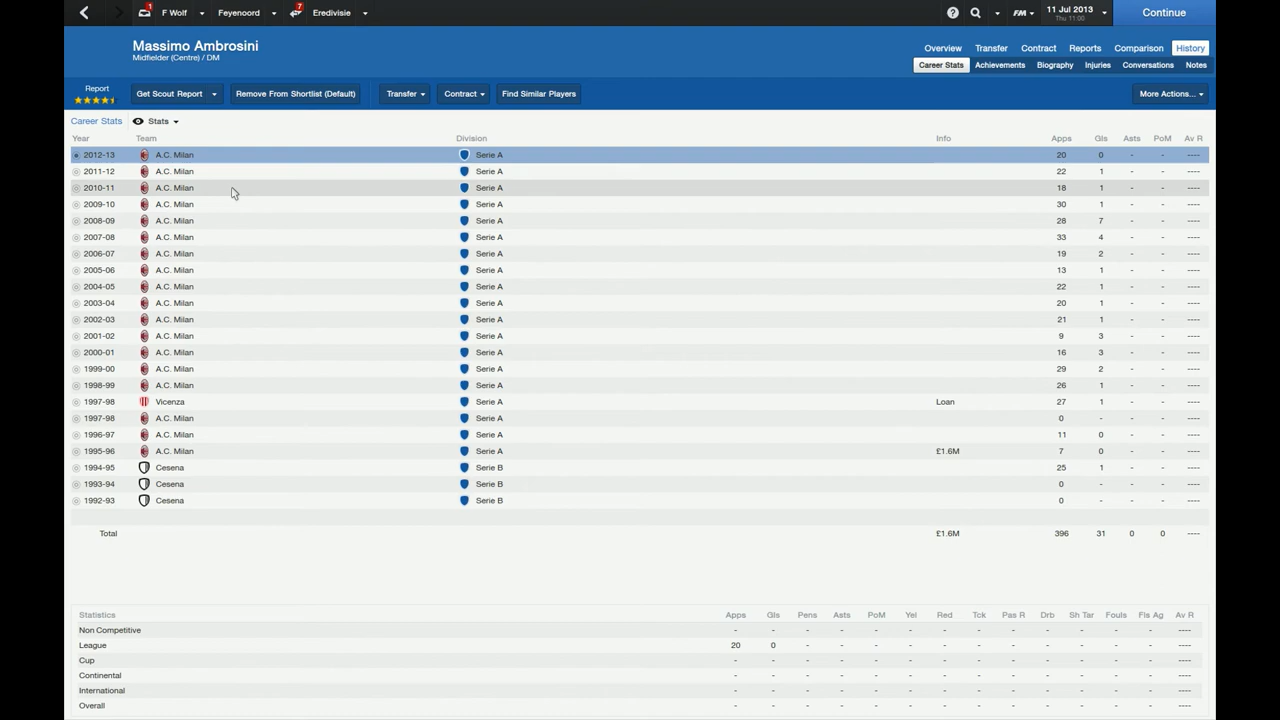 1 F Wolf Feyenoord 7 Eredivisie FM 11 Jul 2013 Thu 11:00 Continue
Massimo Ambrosini
Midfielder (Centre) / DM
Overview Transfer Contract Reports Comparison History
Career Stats Achievements Biography Injuries Conversations Notes
Report
Get Scout Report Remove From Shortlist (Default) Transfer Contract Find Similar Players More Actions...
Career Stats Stats
Year Team Division Info Apps Gls Asts PoM Av R
2012-13 A.C. Milan Serie A 20 0 - - ----
2011-12 A.C. Milan Serie A 22 1 - - ----
2010-11 A.C. Milan Serie A 18 1 - - ----
2009-10 A.C. Milan Serie A 30 1 - - ----
2008-09 A.C. Milan Serie A 28 7 - - ----
2007-08 A.C. Milan Serie A 33 4 - - ----
2006-07 A.C. Milan Serie A 19 2 - - ----
2005-06 A.C. Milan Serie A 13 1 - - ----
2004-05 A.C. Milan Serie A 22 1 - - ----
2003-04 A.C. Milan Serie A 20 1 - - ----
2002-03 A.C. Milan Serie A 21 1 - - ----
2001-02 A.C. Milan Serie A 9 3 - - ----
2000-01 A.C. Milan Serie A 16 3 - - ----
1999-00 A.C. Milan Serie A 29 2 - - ----
1998-99 A.C. Milan Serie A 26 1 - - ----
1997-98 Vicenza Serie A Loan 27 1 - - ----
1997-98 A.C. Milan Serie A 0 - - - ----
1996-97 A.C. Milan Serie A 11 0 - - ----
1995-96 A.C. Milan Serie A £1.6M 7 0 - - ----
1994-95 Cesena Serie B 25 1 - - ----
1993-94 Cesena Serie B 0 - - - ----
1992-93 Cesena Serie B 0 - - - ----
Total £1.6M 396 31 0 0 ----
Statistics Apps Gls Pens Asts PoM Yel Red Tck Pas R Drb Sh Tar Fouls Fls Ag Av R
Non Competitive - - - - - - - - - - - - - ----
League 20 0 - - - - - - - - - - - ----
Cup - - - - - - - - - - - - - ----
Continental - - - - - - - - - - - - - ----
International - - - - - - - - - - - - - ----
Overall - - - - - - - - - - - - - ----